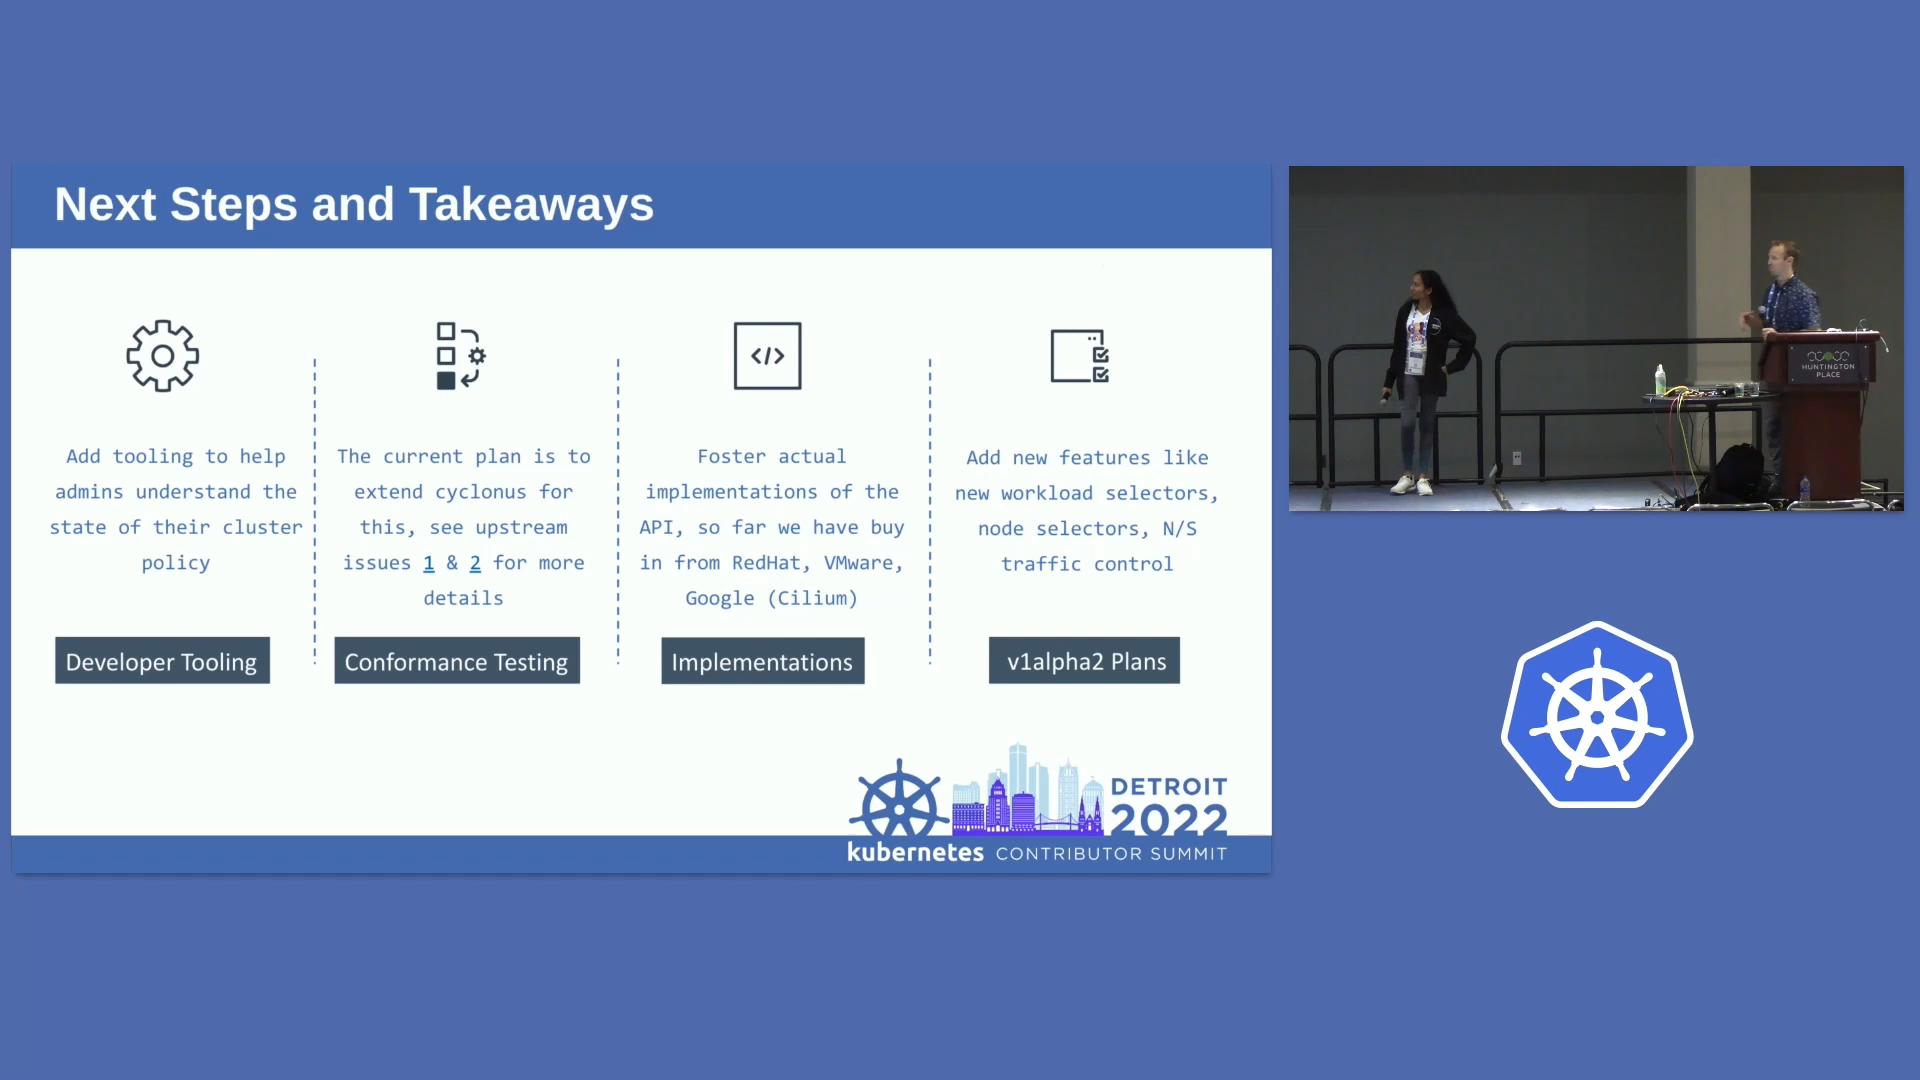 Next Steps and Takeaways
Add tooling to help
admins understand the
state of their cluster
policy
Developer Tooling
The current plan is to
extend cyclonus for
this, see upstream
issues 1 & 2 for more
details
Conformance Testing
Foster actual
implementations of the
API, so far we have buy
in from RedHat, VMware,
Google (Cilium)
Implementations
Add new features like
new workload selectors,
node selectors, N/S
traffic control
v1alpha2 Plans
DETROIT
2022
kubernetes CONTRIBUTOR SUMMIT
HUNTINGTON
PLACE